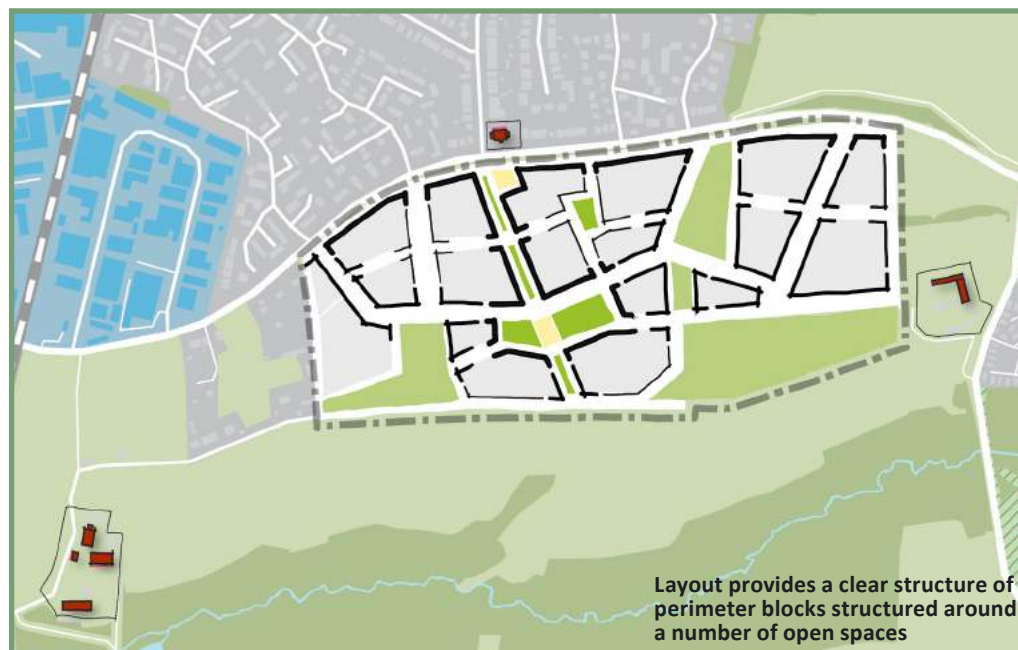 Layout provides a clear structure of
perimeter blocks structured around
a number of open spaces